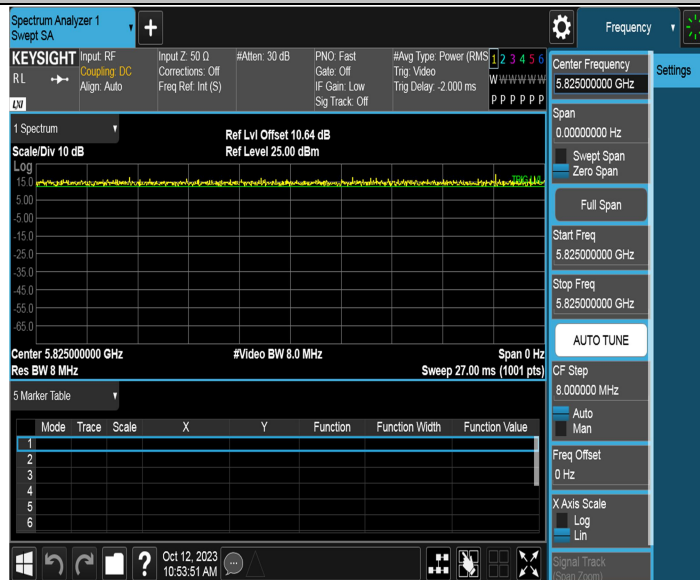 Spectrum Analyzer 1
Swept SA
+
Frequency
KEYSIGHT
RL
LXI
Input: RF
Coupling: DC
Align: Auto
Input Z: 50 Ω
Corrections: Off
Freq Ref: Int (S)
#Atten: 30 dB
PNO: Fast
Gate: Off
IF Gain: Low
Sig Track: Off
#Avg Type: Power (RMS
Trig: Video
Trig Delay: -2.000 ms
1 2 3 4 5 6
W W W W W W
P P P P P P
Center Frequency
5.825000000 GHz
Settings
Span
0.00000000 Hz
Swept Span
Zero Span
Full Span
Start Freq
5.825000000 GHz
Stop Freq
5.825000000 GHz
AUTO TUNE
CF Step
8.000000 MHz
Auto
Man
Freq Offset
0 Hz
X Axis Scale
Log
Lin
Signal Track
(Span Zoom)
1 Spectrum
Scale/Div 10 dB
Ref Lvl Offset 10.64 dB
Ref Level 25.00 dBm
Log
15.0
5.00
-5.00
-15.0
-25.0
-35.0
-45.0
-55.0
-65.0
Center 5.825000000 GHz
Res BW 8 MHz
#Video BW 8.0 MHz
Span 0 Hz
Sweep 27.00 ms (1001 pts)
5 Marker Table
Mode Trace Scale X Y Function Function Width Function Value
1
2
3
4
5
6
?
Oct 12, 2023
10:53:51 AM